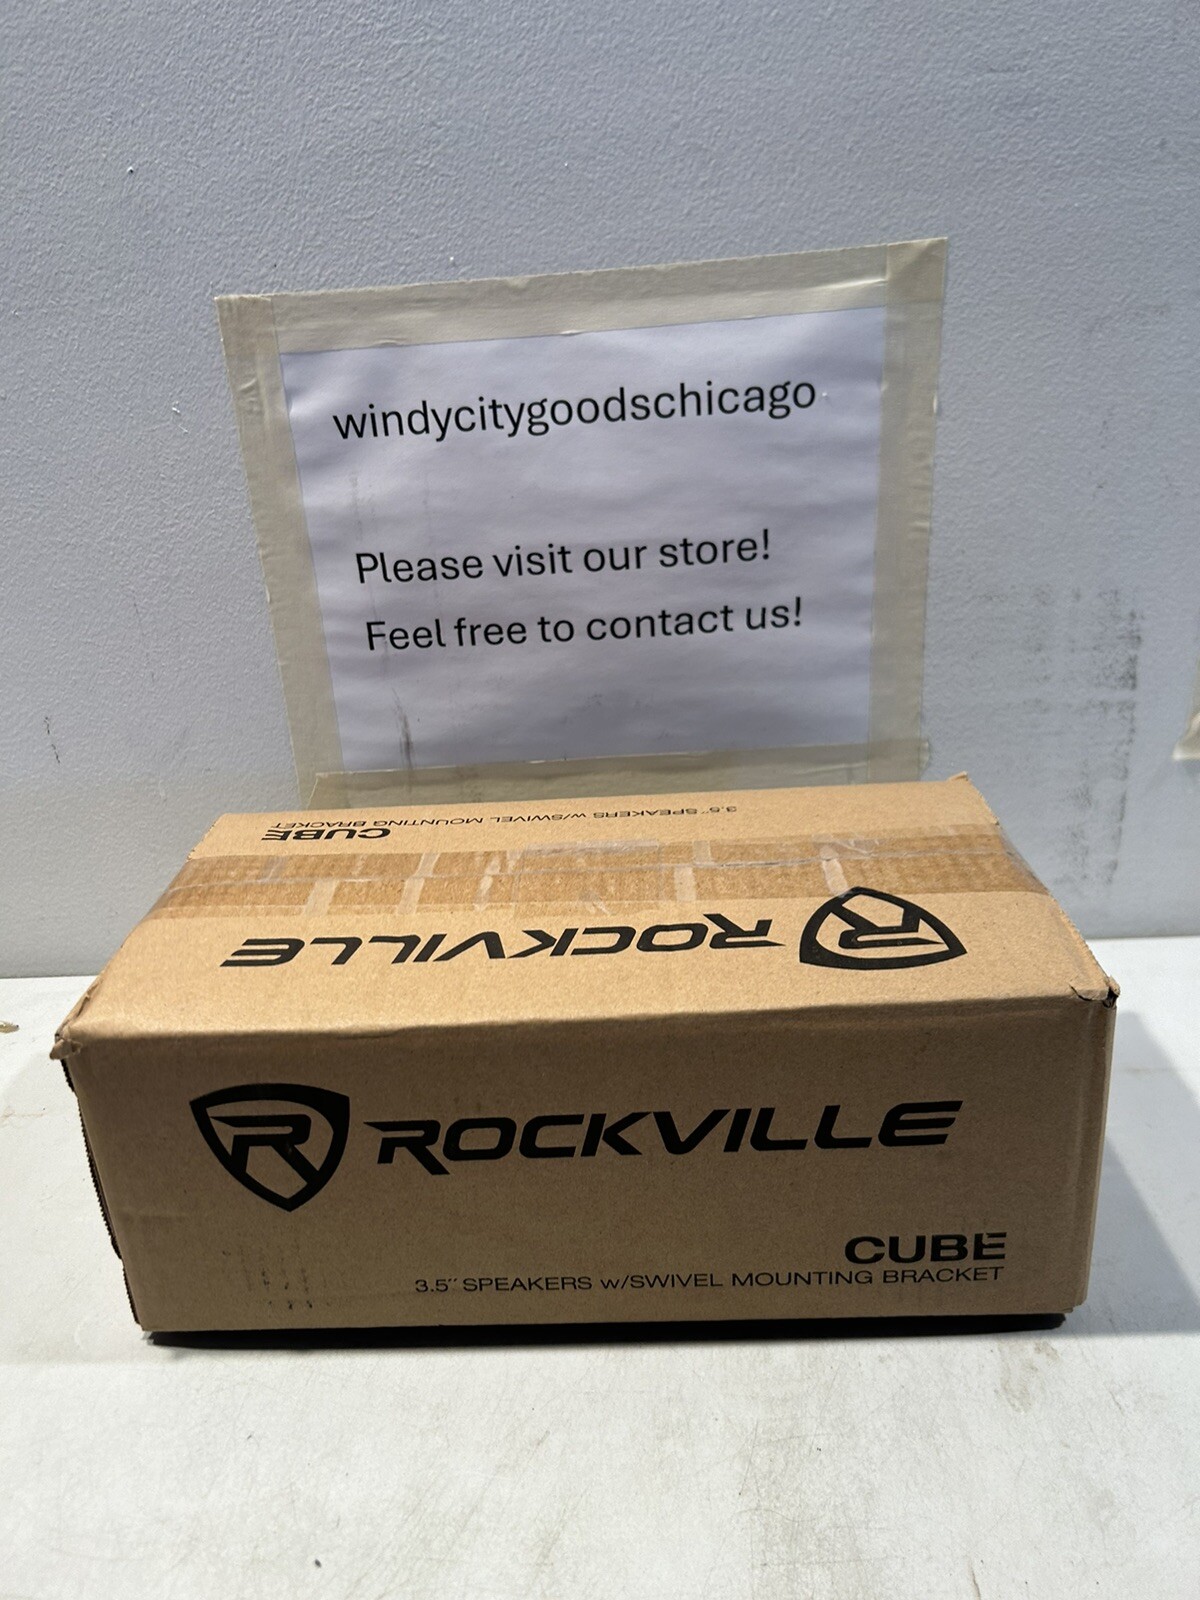 windycitygoodschicago
Please visit our store!
Feel free to contact us!
3.5″ SPEAKERS w/SWIVEL MOUNTING BRACKET
CUBE
R ROCKVILLE
R ROCKVILLE
CUBE
3.5″ SPEAKERS w/SWIVEL MOUNTING BRACKET